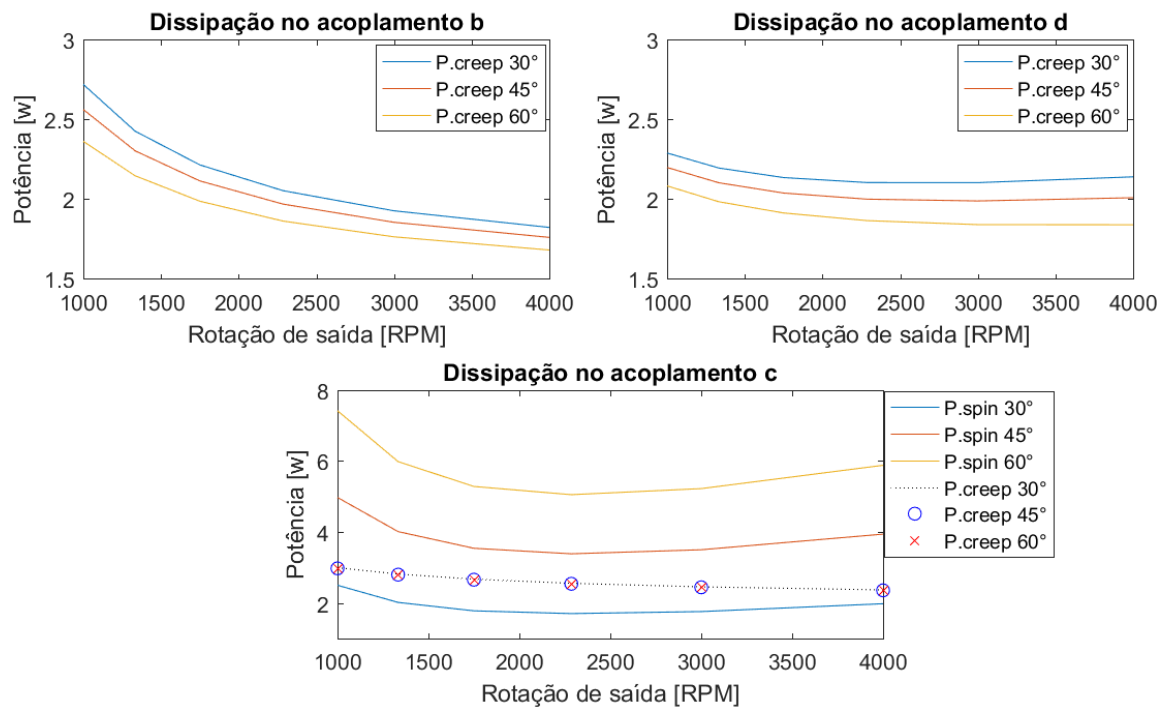 Dissipação no acoplamento b
3
2.5
2
1.5
Potência [w]
1000 1500 2000 2500 3000 3500 4000
Rotação de saída [RPM]
P.creep 30°
P.creep 45°
P.creep 60°
Dissipação no acoplamento d
3
2.5
2
1.5
Potência [w]
1000 1500 2000 2500 3000 3500 4000
Rotação de saída [RPM]
P.creep 30°
P.creep 45°
P.creep 60°
Dissipação no acoplamento c
8
6
4
2
Potência [w]
1000 1500 2000 2500 3000 3500 4000
Rotação de saída [RPM]
P.spin 30°
P.spin 45°
P.spin 60°
P.creep 30°
P.creep 45°
P.creep 60°